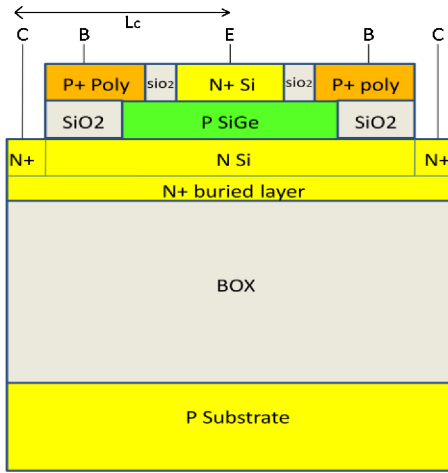 Lc
C B E B C
P+ Poly sio2 N+ Si sio2 P+ poly
SiO2 P SiGe SiO2
N+ N Si N+
N+ buried layer
BOX
P Substrate